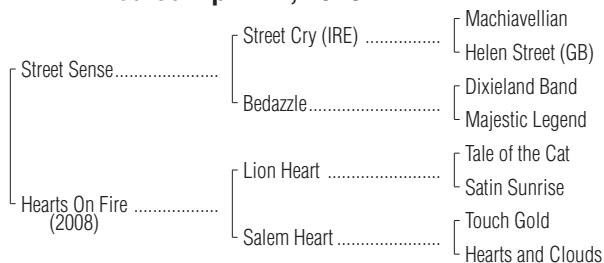 Machiavellian
Street Cry (IRE) ................
Helen Street (GB)
Street Sense......................
Dixieland Band
Bedazzle............................
Majestic Legend
Tale of the Cat
Lion Heart .......................
Satin Sunrise
Hearts On Fire ..................
(2008)
Touch Gold
Salem Heart......................
Hearts and Clouds